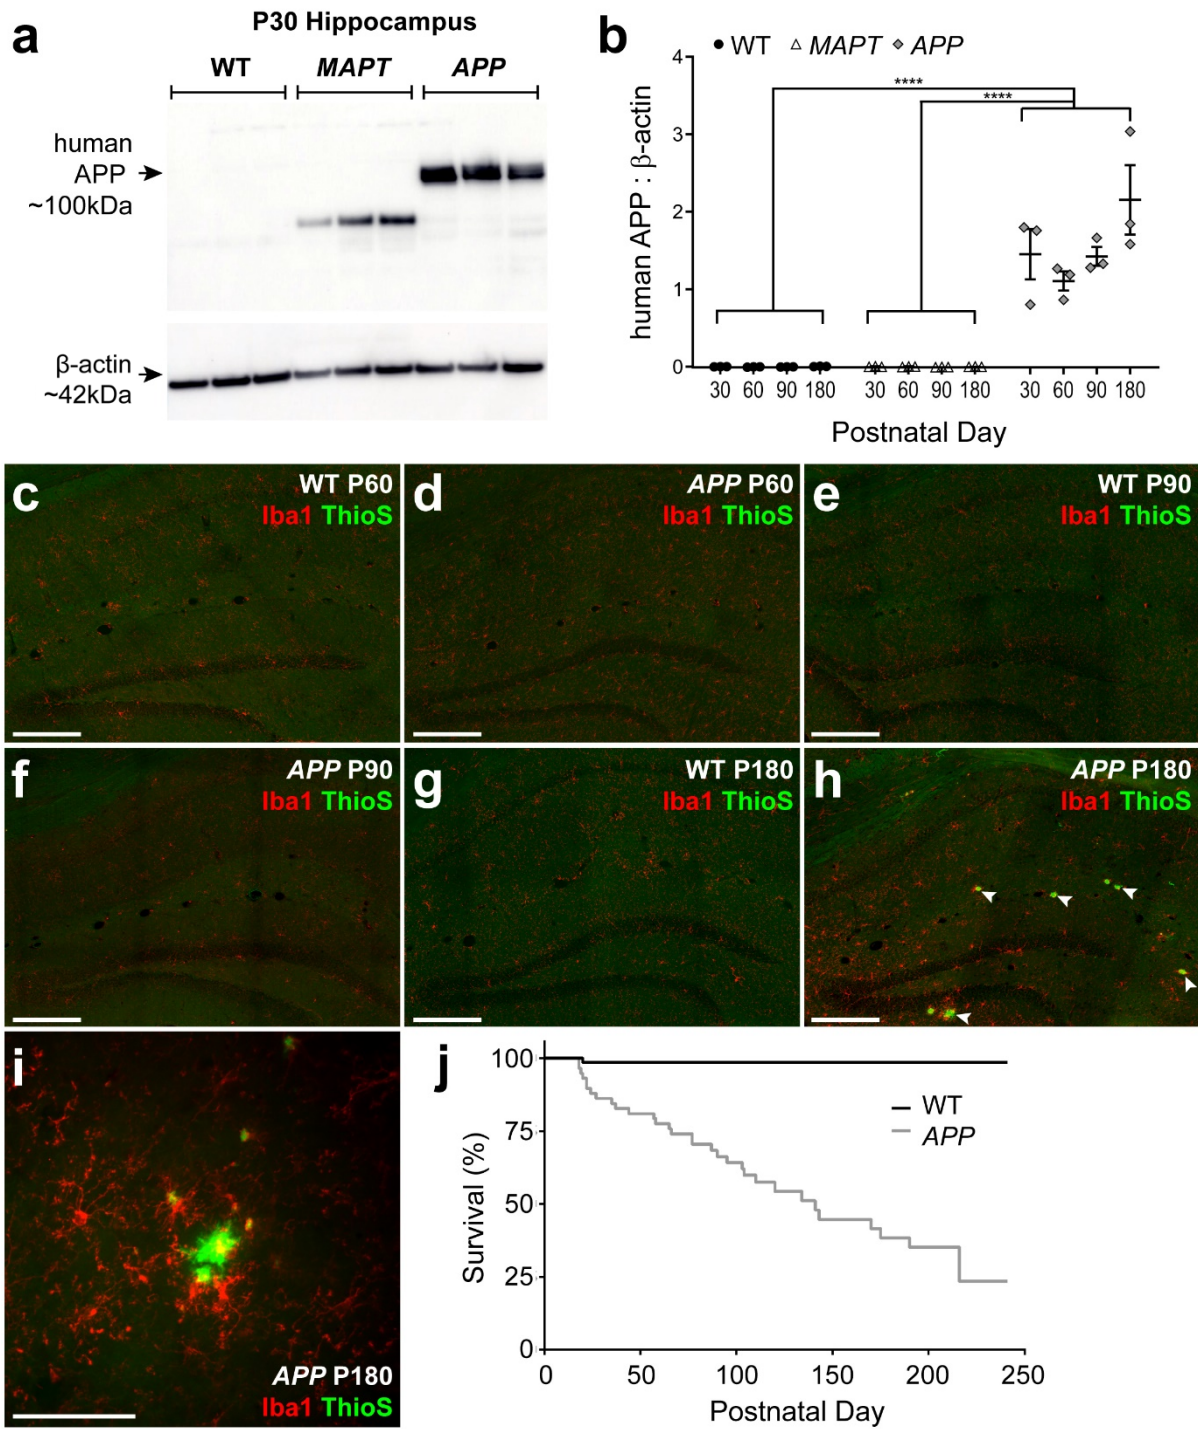 a
P30 Hippocampus
WT MAPT APP
human
APP
~100kDa
β-actin
~42kDa
b
WT MAPT APP
****
****
human APP : β-actin
4
3
2
1
0
30 60 90 180 30 60 90 180 30 60 90 180
Postnatal Day
c
WT P60
Iba1 ThioS
d
APP P60
Iba1 ThioS
e
WT P90
Iba1 ThioS
f
APP P90
Iba1 ThioS
g
WT P180
Iba1 ThioS
h
APP P180
Iba1 ThioS
i
APP P180
Iba1 ThioS
j
Survival (%)
100
75
50
25
0
WT
APP
0 50 100 150 200 250
Postnatal Day